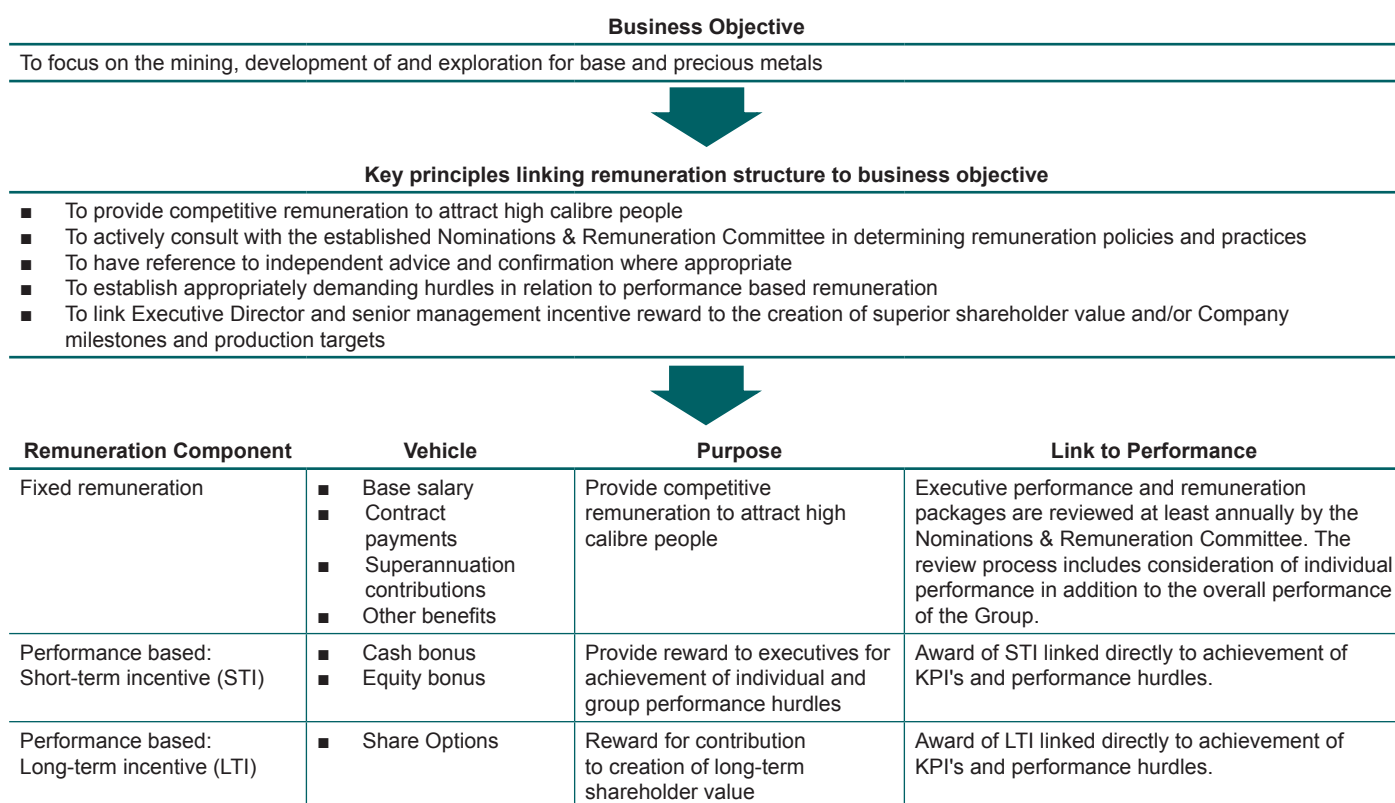 Business Objective
To focus on the mining, development of and exploration for base and precious metals
Key principles linking remuneration structure to business objective
■ To provide competitive remuneration to attract high calibre people
■ To actively consult with the established Nominations & Remuneration Committee in determining remuneration policies and practices
■ To have reference to independent advice and confirmation where appropriate
■ To establish appropriately demanding hurdles in relation to performance based remuneration
■ To link Executive Director and senior management incentive reward to the creation of superior shareholder value and/or Company
milestones and production targets
Remuneration Component Vehicle Purpose Link to Performance
Fixed remuneration
■ Base salary
■ Contract
payments
■ Superannuation
contributions
■ Other benefits
Provide competitive
remuneration to attract high
calibre people
Executive performance and remuneration
packages are reviewed at least annually by the
Nominations & Remuneration Committee. The
review process includes consideration of individual
performance in addition to the overall performance
of the Group.
Performance based:
Short-term incentive (STI)
■ Cash bonus
■ Equity bonus
Provide reward to executives for
achievement of individual and
group performance hurdles
Award of STI linked directly to achievement of
KPI's and performance hurdles.
Performance based:
Long-term incentive (LTI)
■ Share Options
Reward for contribution
to creation of long-term
shareholder value
Award of LTI linked directly to achievement of
KPI's and performance hurdles.